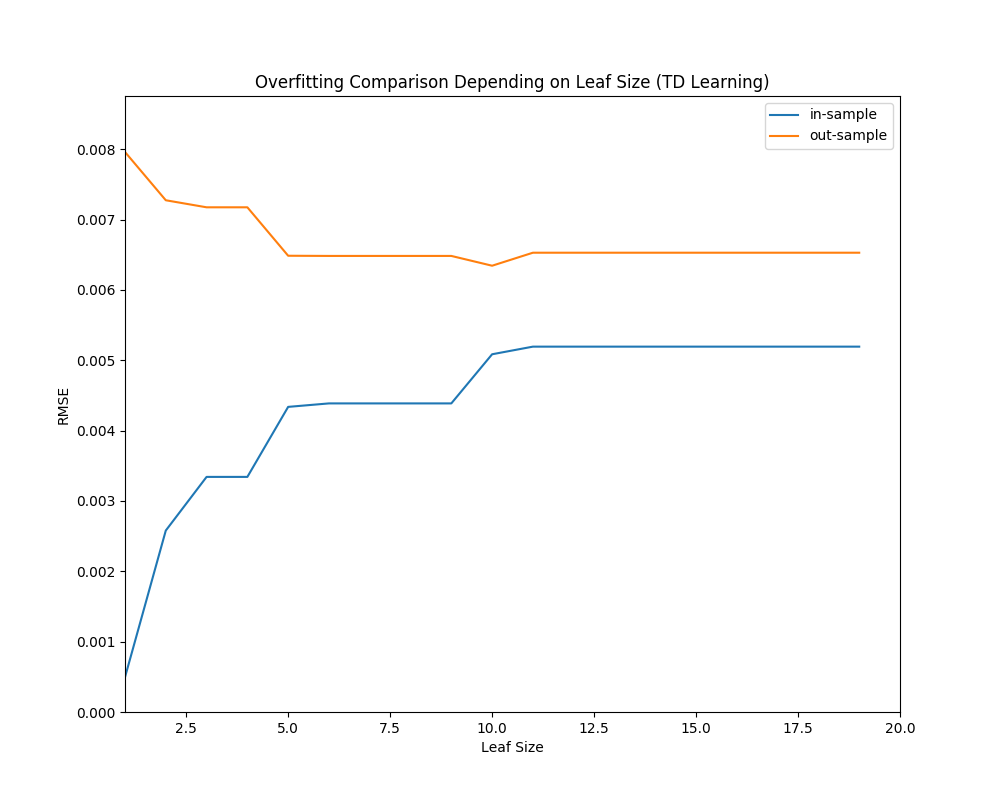 Overfitting Comparison Depending on Leaf Size (TD Learning)
in-sample
out-sample
0.008
0.007
0.006
0.005
0.004
0.003
0.002
0.001
0.000
RMSE
2.5 5.0 7.5 10.0 12.5 15.0 17.5 20.0
Leaf Size